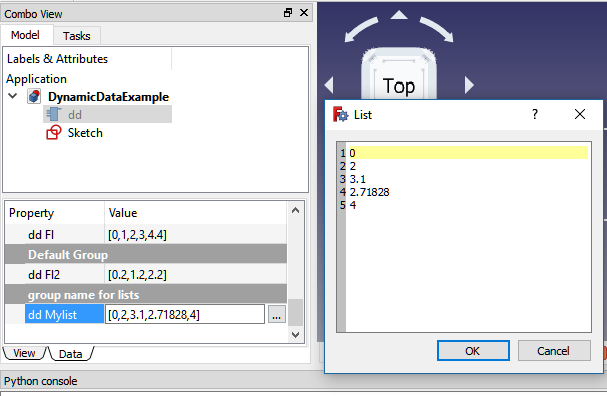 Combo View
Model Tasks
Labels & Attributes
Application
DynamicDataExample
dd
Sketch
Property Value
dd Fl [0,1,2,3,4.4]
Default Group
dd Fl2 [0.2,1.2,2.2]
group name for lists
dd Mylist [0,2,3.1,2.71828,4] ...
View Data
Python console
Top
List ? ×
1 0
2 2
3 3.1
4 2.71828
5 4
OK Cancel